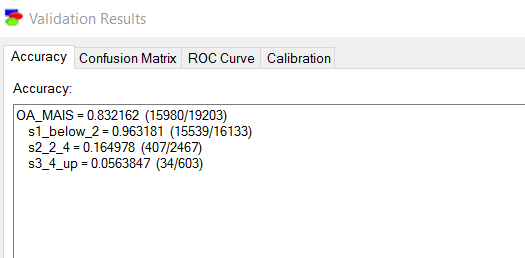 Validation Results
Accuracy Confusion Matrix ROC Curve Calibration
Accuracy:
OA_MAIS = 0.832162 (15980/19203)
s1_below_2 = 0.963181 (15539/16133)
s2_2_4 = 0.164978 (407/2467)
s3_4_up = 0.0563847 (34/603)